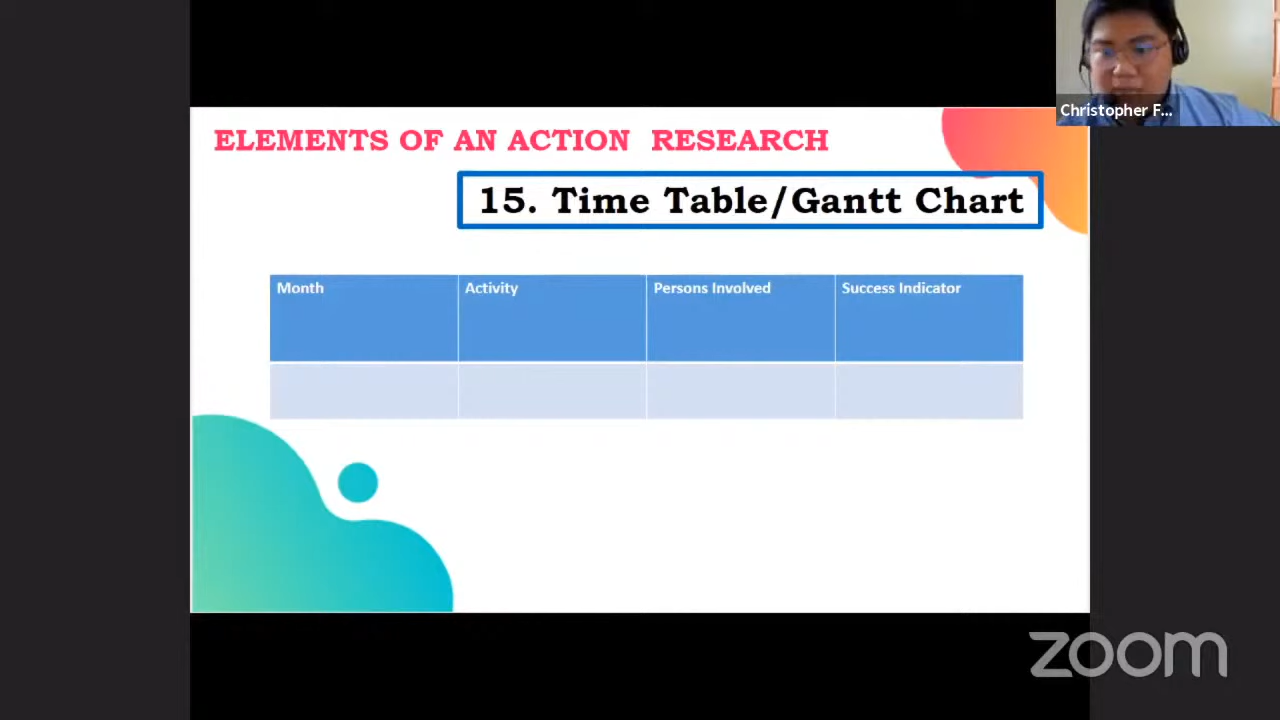 ELEMENTS OF AN ACTION RESEARCH
15. Time Table/Gantt Chart
Month
Activity
Persons Involved
Success Indicator
Christopher F...
zoom